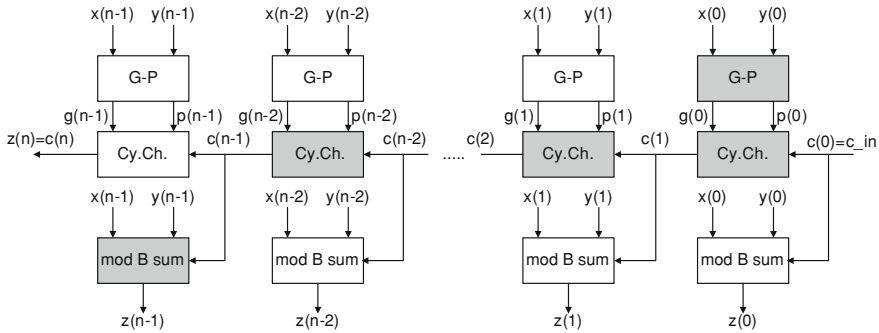 x(n-1) y(n-1) x(n-2) y(n-2) x(1) y(1) x(0) y(0)
G-P G-P G-P G-P
g(n-1) p(n-1) g(n-2) p(n-2) g(1) p(1) g(0) p(0)
z(n)=c(n) c(n-1) c(n-2) c(2) c(1) c(0)=c_in
Cy.Ch. Cy.Ch. ..... Cy.Ch. Cy.Ch.
x(n-1) y(n-1) x(n-2) y(n-2) x(1) y(1) x(0) y(0)
mod B sum mod B sum mod B sum mod B sum
z(n-1) z(n-2) z(1) z(0)